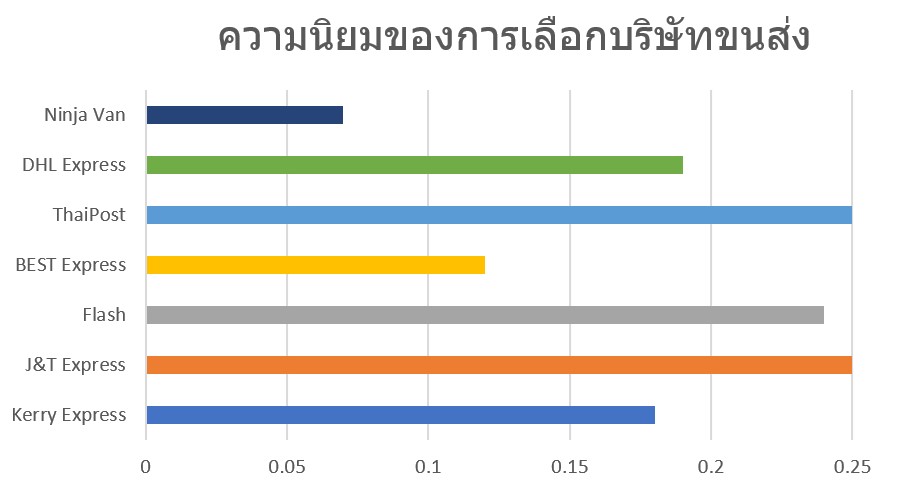 ความนิยมของการเลือกบริษัทขนส่ง
Ninja Van
DHL Express
ThaiPost
BEST Express
Flash
J&T Express
Kerry Express
0 0.05 0.1 0.15 0.2 0.25